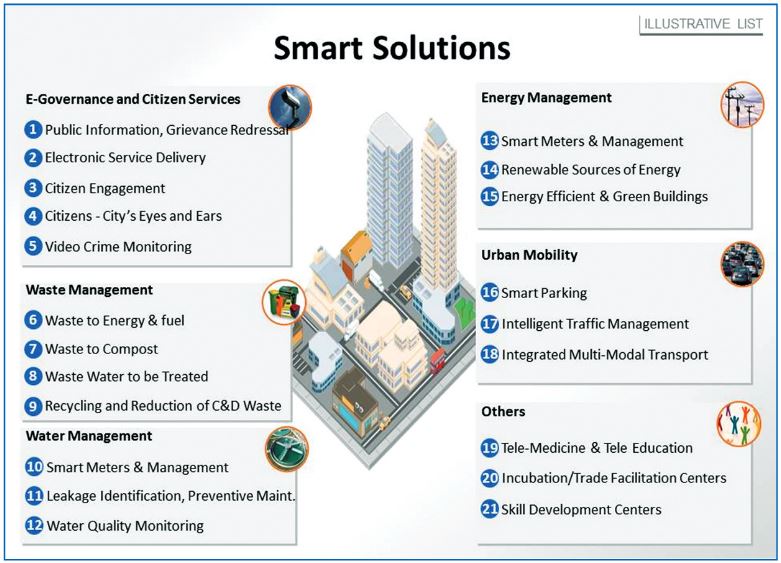 ILLUSTRATIVE LIST
Smart Solutions
E-Governance and Citizen Services
1 Public Information, Grievance Redressal
2 Electronic Service Delivery
3 Citizen Engagement
4 Citizens - City's Eyes and Ears
5 Video Crime Monitoring
Waste Management
6 Waste to Energy & fuel
7 Waste to Compost
8 Waste Water to be Treated
9 Recycling and Reduction of C&D Waste
Water Management
10 Smart Meters & Management
11 Leakage Identification, Preventive Maint.
12 Water Quality Monitoring
Energy Management
13 Smart Meters & Management
14 Renewable Sources of Energy
15 Energy Efficient & Green Buildings
Urban Mobility
16 Smart Parking
17 Intelligent Traffic Management
18 Integrated Multi-Modal Transport
Others
19 Tele-Medicine & Tele Education
20 Incubation/Trade Facilitation Centers
21 Skill Development Centers